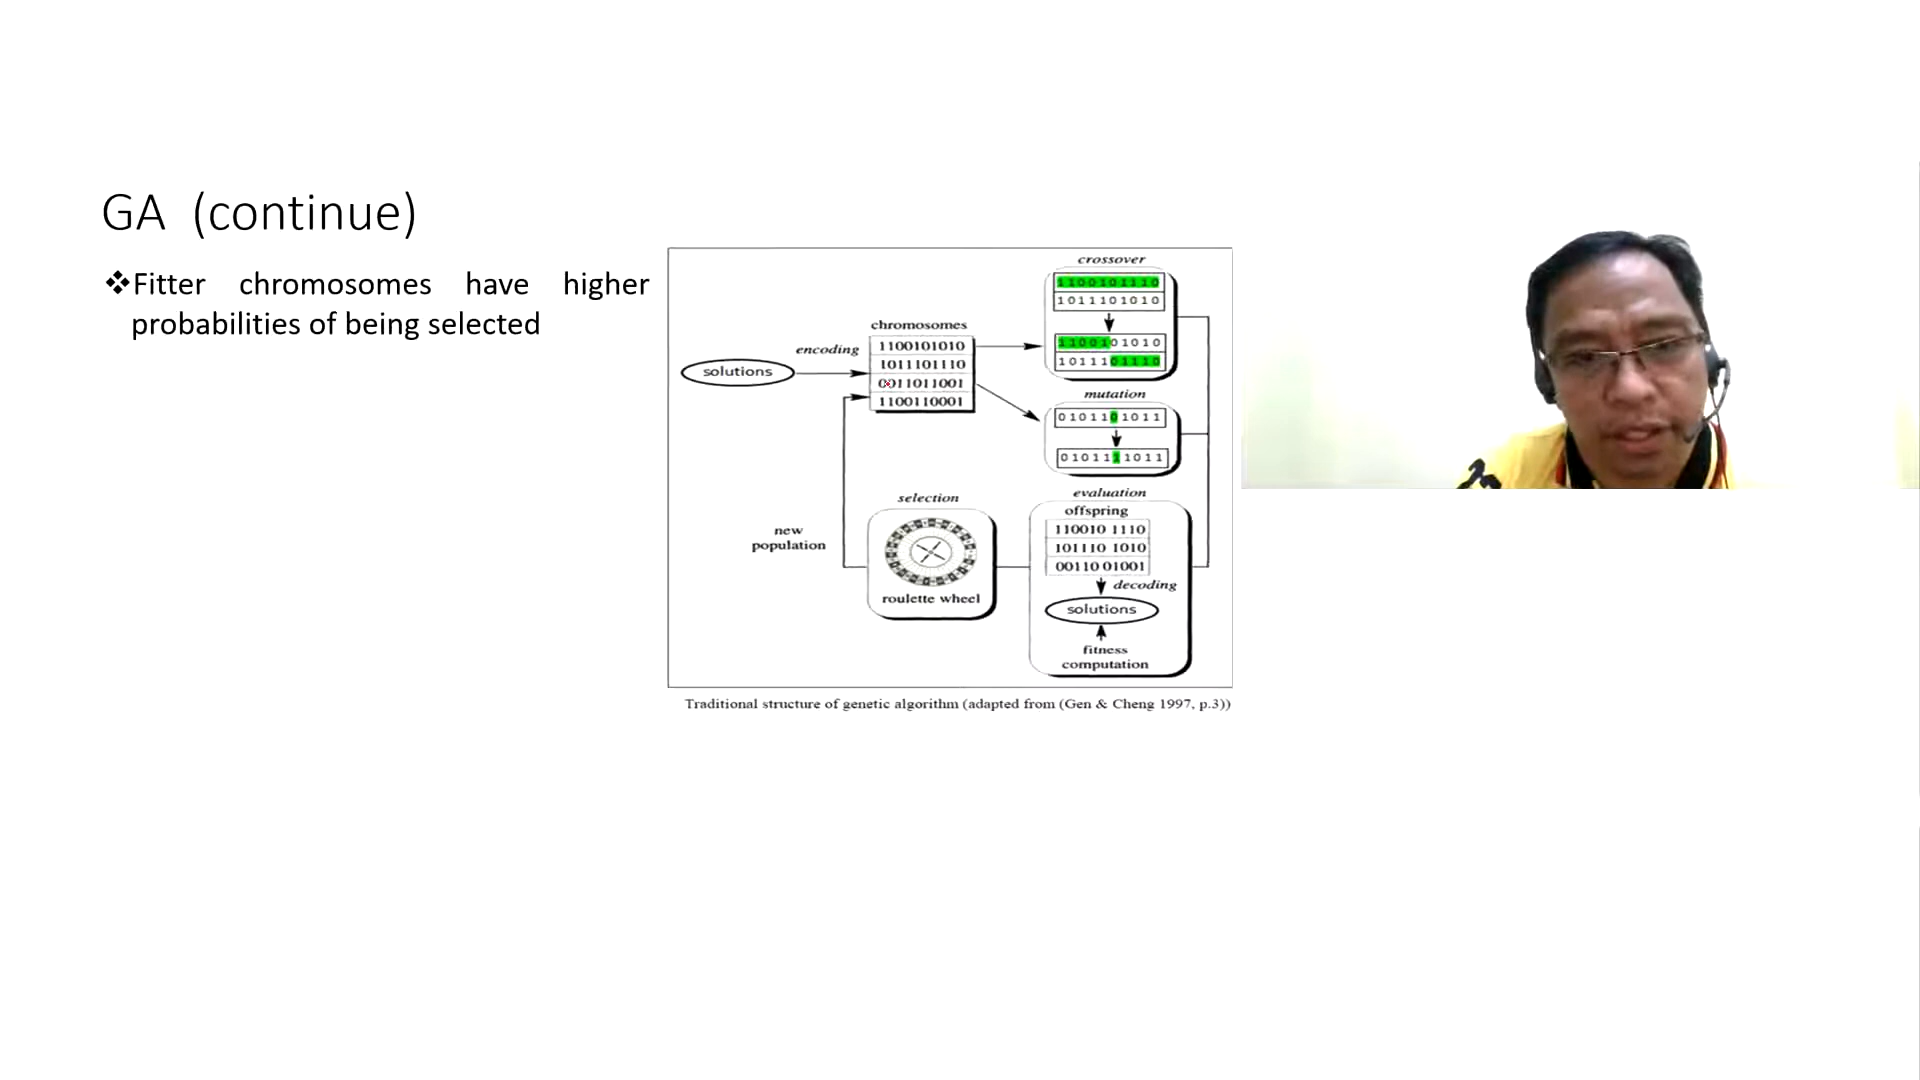 GA (continue)
❖Fitter chromosomes have higher
probabilities of being selected
crossover
1100101110
1011101010
1100101010
1011101110
chromosomes
1100101010
1011101110
0011011001
1100110001
encoding
solutions
mutation
0101101011
0101111011
selection
roulette wheel
new
population
evaluation
offspring
110010 1110
101110 1010
00110 01001
decoding
solutions
fitness
computation
Traditional structure of genetic algorithm (adapted from (Gen & Cheng 1997, p.3))